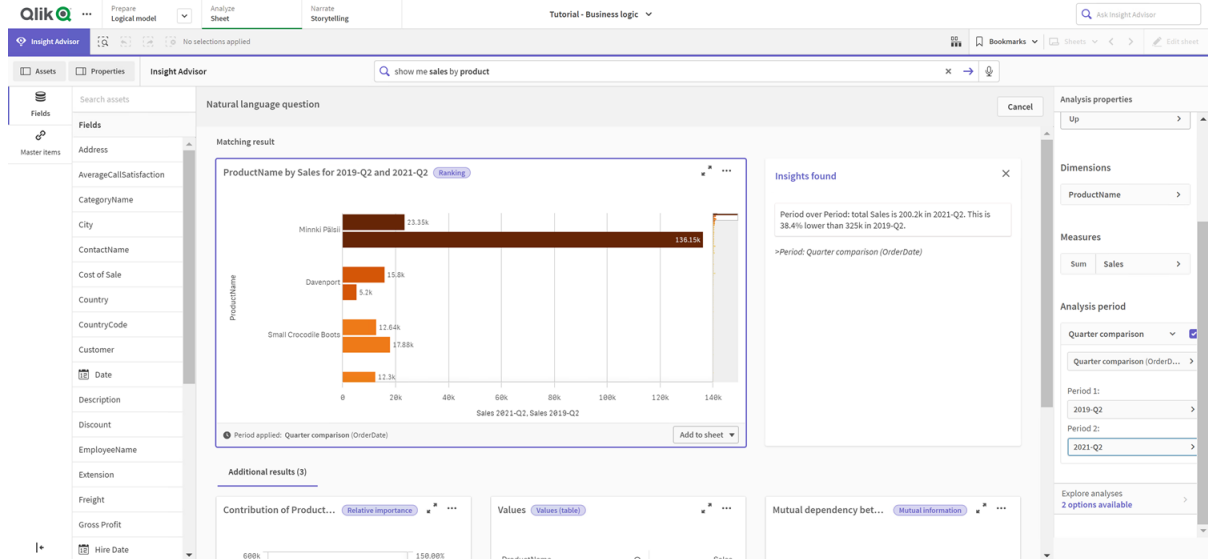 Qlik
Prepare
Logical model
Analyze
Sheet
Narrate
Storytelling
Tutorial - Business logic
Ask Insight Advisor
Insight Advisor
No selections applied
Bookmarks
Sheets
Edit sheet
Assets
Properties
Insight Advisor
show me sales by product
Fields
Master items
Search assets
Fields
Address
AverageCallSatisfaction
CategoryName
City
ContactName
Cost of Sale
Country
CountryCode
Customer
Date
Description
Discount
EmployeeName
Extension
Freight
Gross Profit
Hire Date
Natural language question
Cancel
Matching result
ProductName by Sales for 2019-Q2 and 2021-Q2 Ranking
ProductName
Minnki Pälsii
23.35k
136.15k
Davenport
15.8k
5.2k
Small Crocodile Boots
12.64k
17.88k
12.3k
0 20k 40k 60k 80k 100k 120k 140k
Sales 2021-Q2, Sales 2019-Q2
Period applied: Quarter comparison (OrderDate)
Add to sheet
Insights found
Period over Period: total Sales is 200.2k in 2021-Q2. This is
38.4% lower than 325k in 2019-Q2.
>Period: Quarter comparison (OrderDate)
Additional results (3)
Contribution of Product... Relative importance
600k 150.00%
Values Values (table)
ProductName Sales
Mutual dependency bet... Mutual information
Analysis properties
Up
Dimensions
ProductName
Measures
Sum Sales
Analysis period
Quarter comparison
Quarter comparison (OrderD...
Period 1:
2019-Q2
Period 2:
2021-Q2
Explore analyses
2 options available